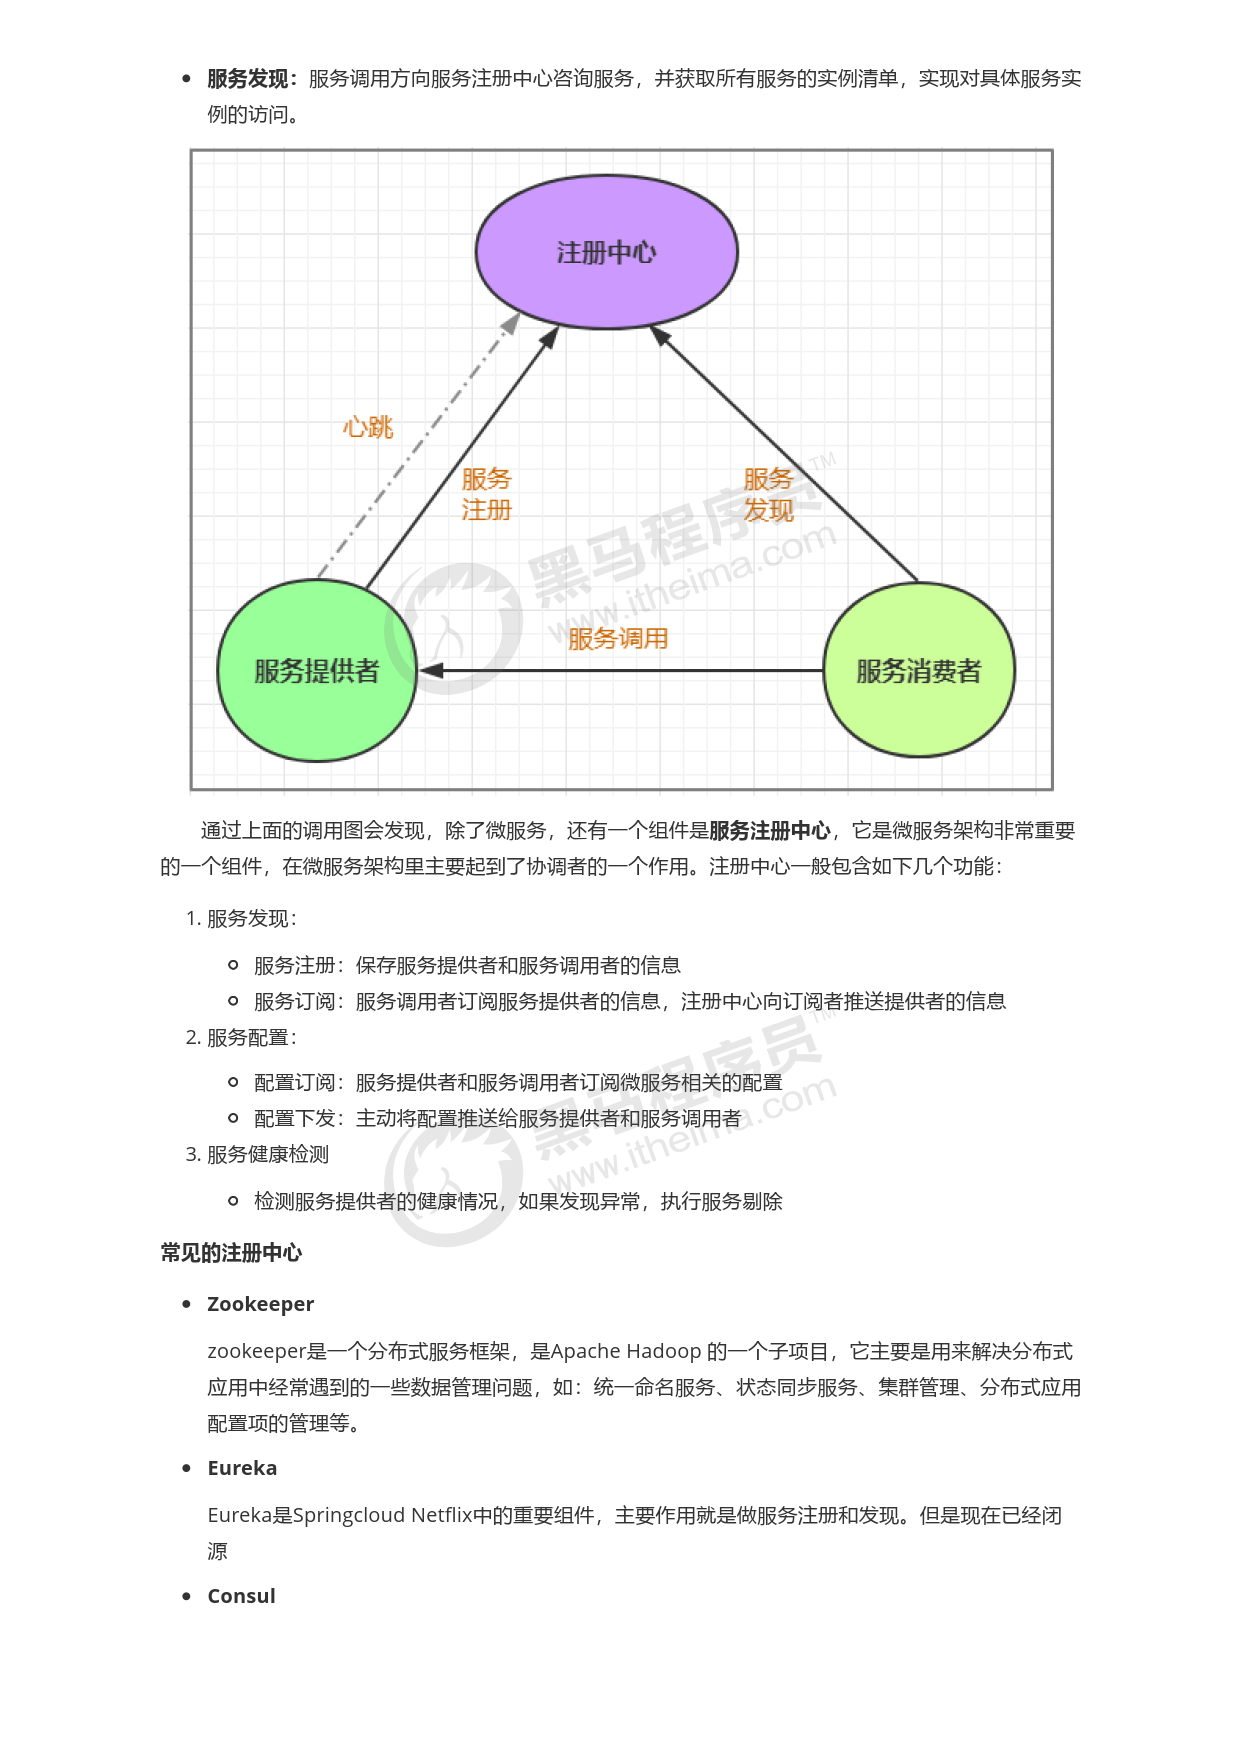 服务发现：服务调用方向服务注册中心咨询服务，并获取所有服务的实例清单，实现对具体服务实
例的访问。
注册中心
心跳
服务
注册
服务
发现
服务调用
服务提供者
服务消费者
黑马程序员™
www.itheima.com
通过上面的调用图会发现，除了微服务，还有一个组件是服务注册中心，它是微服务架构非常重要
的一个组件，在微服务架构里主要起到了协调者的一个作用。注册中心一般包含如下几个功能：
1. 服务发现：
服务注册：保存服务提供者和服务调用者的信息
服务订阅：服务调用者订阅服务提供者的信息，注册中心向订阅者推送提供者的信息
2. 服务配置：
配置订阅：服务提供者和服务调用者订阅微服务相关的配置
配置下发：主动将配置推送给服务提供者和服务调用者
3. 服务健康检测
检测服务提供者的健康情况，如果发现异常，执行服务剔除
黑马程序员™
www.itheima.com
常见的注册中心
Zookeeper
zookeeper是一个分布式服务框架，是Apache Hadoop 的一个子项目，它主要是用来解决分布式
应用中经常遇到的一些数据管理问题，如：统一命名服务、状态同步服务、集群管理、分布式应用
配置项的管理等。
Eureka
Eureka是Springcloud Netflix中的重要组件，主要作用就是做服务注册和发现。但是现在已经闭
源
Consul